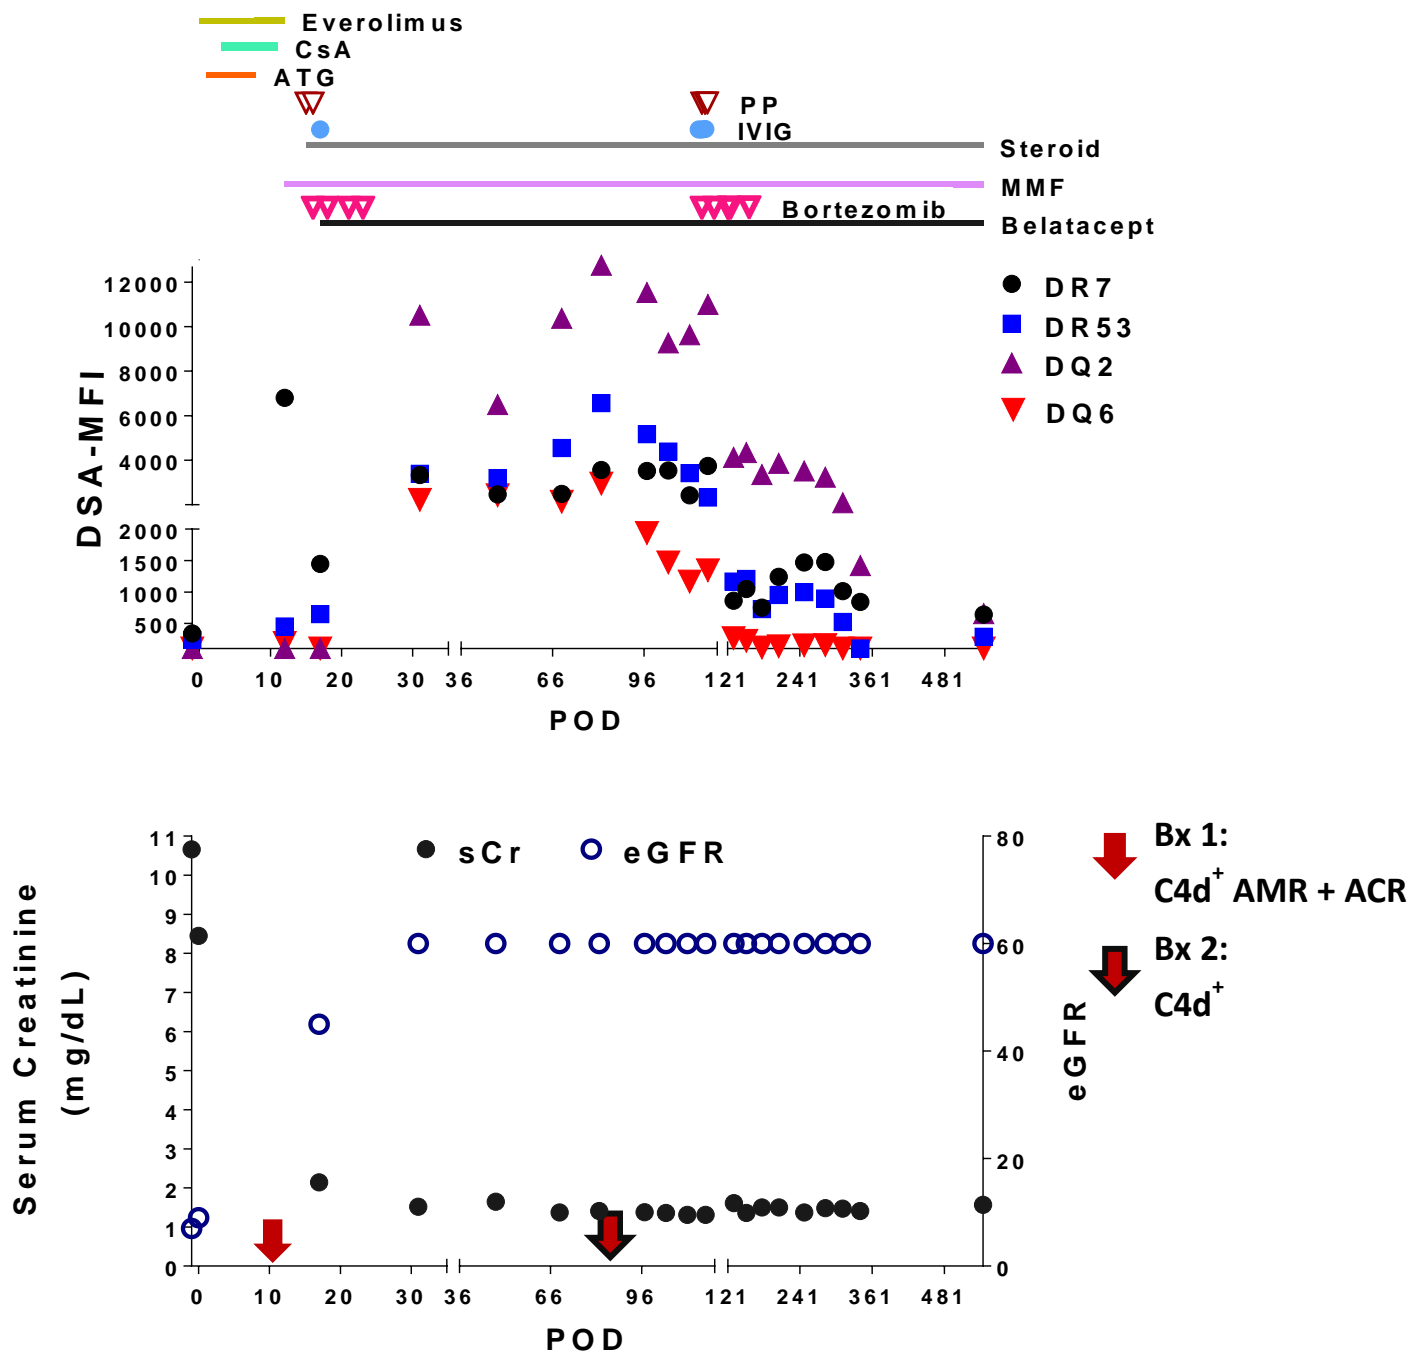 Everolimus
CsA
ATG
PP
IVIG
Steroid
MMF
Bortezomib
Belatacept
12000
10000
8000
6000
4000
2000
1500
1000
500
DSA-MFI
0 10 20 30 36 66 96 121 241 361 481
POD
DR7
DR53
DQ2
DQ6
sCr eGFR
11
10
9
8
7
6
5
4
3
2
1
0
Serum Creatinine
(mg/dL)
80
60
40
20
0
eGFR
0 10 20 30 36 66 96 121 241 361 481
POD
Bx 1:
C4d+ AMR + ACR
Bx 2:
C4d+